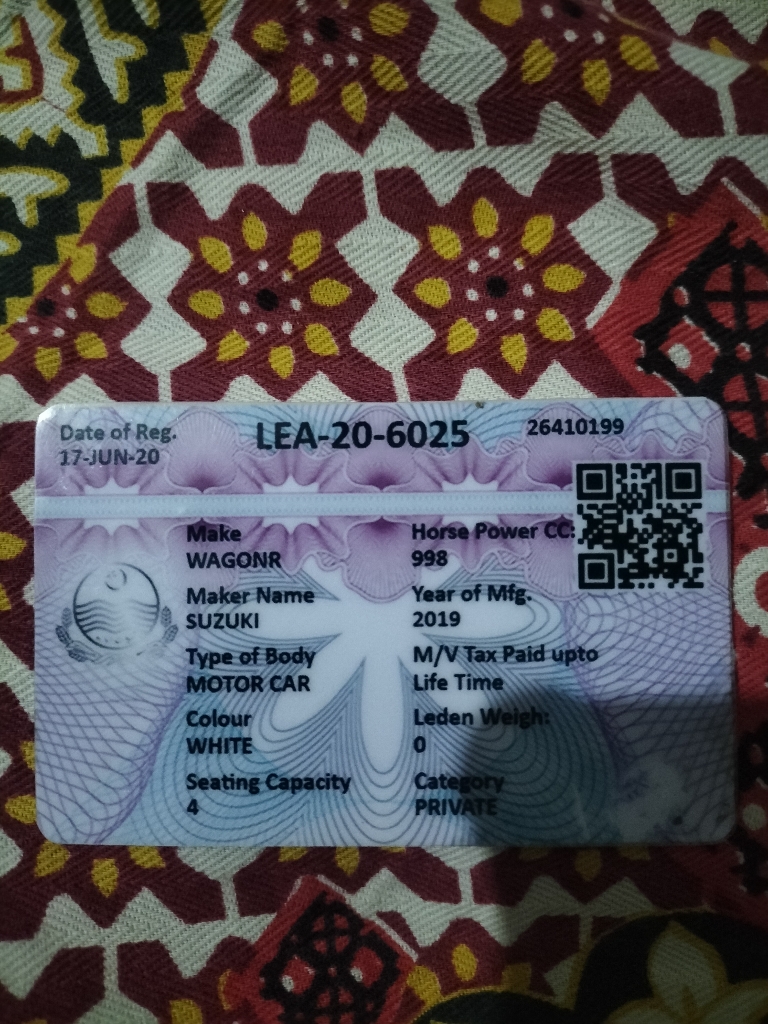 Date of Reg.
17-JUN-20
LEA-20-6025
26410199
Make
WAGONR
Horse Power CC:
998
Maker Name
SUZUKI
Year of Mfg.
2019
Type of Body
MOTOR CAR
M/V Tax Paid upto
Life Time
Colour
WHITE
Leden Weigh:
0
Seating Capacity
4
Category
PRIVATE